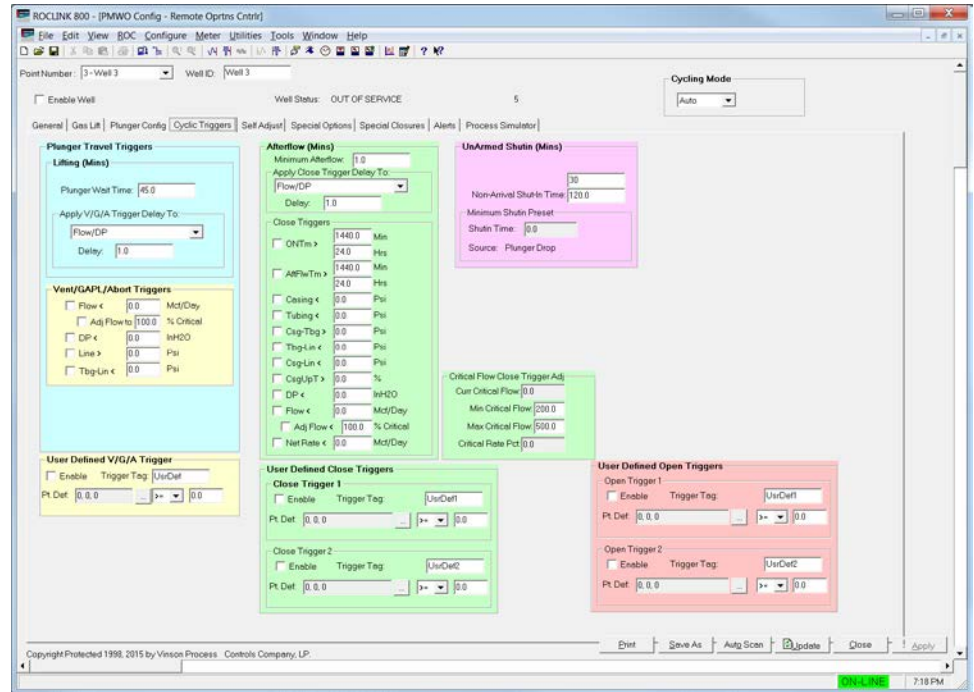 ROCLINK 800 - [PMWO Config - Remote Oprtns Cntrlr]
File Edit View ROC Configure Meter Utilities Tools Window Help
Point Number: 3 - Well 3 Well ID: Well 3
Cycling Mode
Enable Well Well Status: OUT OF SERVICE 5 Auto
General Gas Lift Plunger Config Cyclic Triggers Self Adjust Special Options Special Closures Alerts Process Simulator
Plunger Travel Triggers
Lifting (Mins)
Plunger Wait Time: 45.0
Apply V/G/A Trigger Delay To:
Flow/DP
Delay: 1.0
Vent/GAPL/Abort Triggers
Flow < 0.0 Mcf/Day
Adj Flow to 100.0 % Critical
DP < 0.0 InH2O
Line > 0.0 Psi
Tbg-Lin < 0.0 Psi
User Defined V/G/A Trigger
Enable Trigger Tag: UsrDef
Pt. Def: 0, 0, 0 ... >= 0.0
Afterflow (Mins)
Minimum Afterflow: 1.0
Apply Close Trigger Delay To:
Flow/DP
Delay: 1.0
Close Triggers
ONTm > 1440.0 Min
24.0 Hrs
AftFlwTm > 1440.0 Min
24.0 Hrs
Casing < 0.0 Psi
Tubing < 0.0 Psi
Csg-Tbg > 0.0 Psi
Tbg-Lin < 0.0 Psi
Csg-Lin < 0.0 Psi
CsgUpT > 0.0 %
DP < 0.0 InH2O
Flow < 0.0 Mcf/Day
Adj Flow < 100.0 % Critical
Net Rate < 0.0 Mcf/Day
UnArmed Shutin (Mins)
30
Non-Arrival Shut-In Time: 120.0
Minimum Shutin Preset
Shutin Time: 0.0
Source: Plunger Drop
Critical Flow Close Trigger Adj
Curr Critical Flow: 0.0
Min Critical Flow: 200.0
Max Critical Flow: 500.0
Critical Rate Pct: 0.0
User Defined Close Triggers
Close Trigger 1
Enable Trigger Tag: UsrDef1
Pt. Def: 0, 0, 0 ... >= 0.0
Close Trigger 2
Enable Trigger Tag: UsrDef2
Pt. Def: 0, 0, 0 ... >= 0.0
User Defined Open Triggers
Open Trigger 1
Enable Trigger Tag: UsrDef1
Pt. Def: 0, 0, 0 ... >= 0.0
Open Trigger 2
Enable Trigger Tag: UsrDef2
Pt. Def: 0, 0, 0 ... >= 0.0
Copyright Protected 1998, 2015 by Vinson Process Controls Company, LP.
Print Save As Auto Scan Update Close ! Apply
ON-LINE 7:18 PM